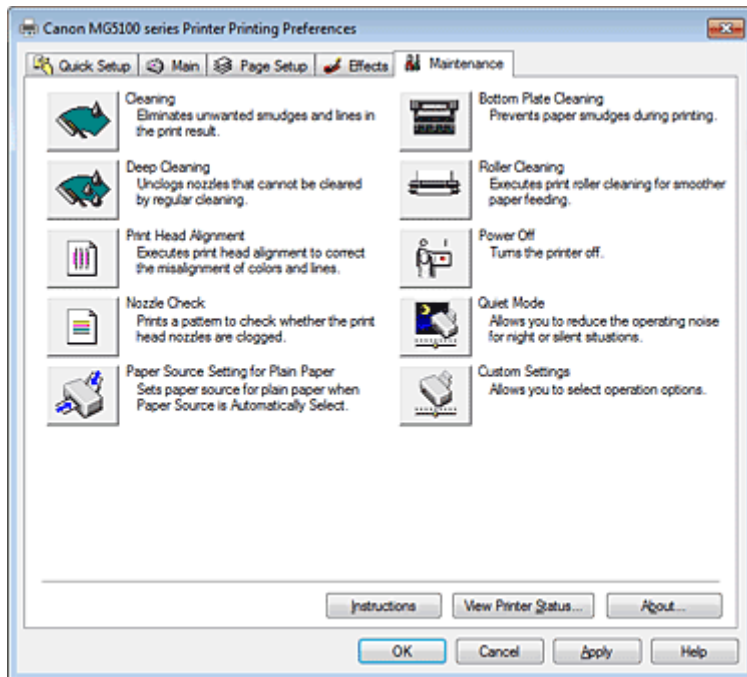 Canon MG5100 series Printer Printing Preferences
Quick Setup
Main
Page Setup
Effects
Maintenance
Cleaning
Eliminates unwanted smudges and lines in
the print result.
Deep Cleaning
Unclogs nozzles that cannot be cleared
by regular cleaning.
Print Head Alignment
Executes print head alignment to correct
the misalignment of colors and lines.
Nozzle Check
Prints a pattern to check whether the print
head nozzles are clogged.
Paper Source Setting for Plain Paper
Sets paper source for plain paper when
Paper Source is Automatically Select.
Bottom Plate Cleaning
Prevents paper smudges during printing.
Roller Cleaning
Executes print roller cleaning for smoother
paper feeding.
Power Off
Turns the printer off.
Quiet Mode
Allows you to reduce the operating noise
for night or silent situations.
Custom Settings
Allows you to select operation options.
Instructions
View Printer Status...
About...
OK
Cancel
Apply
Help